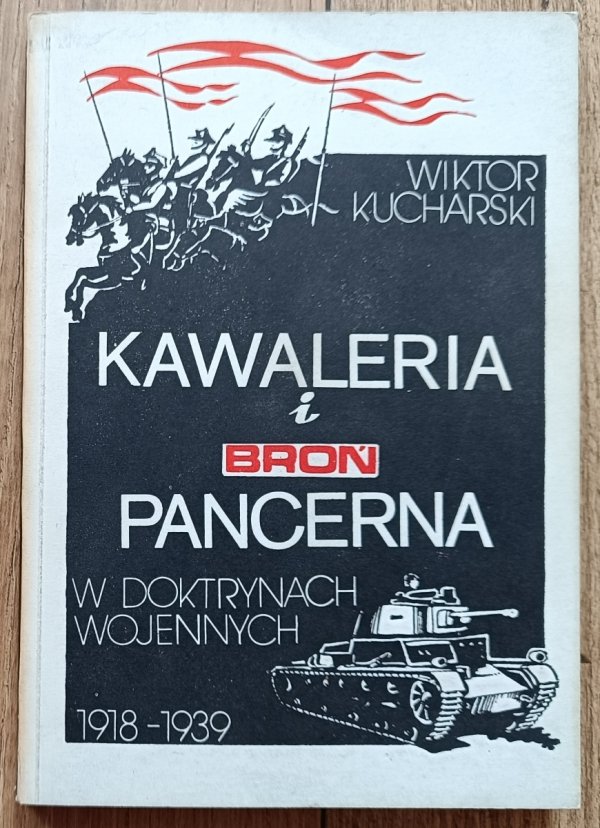 WIKTOR
KUCHARSKI
KAWALERIA
i
BROŃ
PANCERNA
W DOKTRYNACH
WOJENNYCH
1918-1939